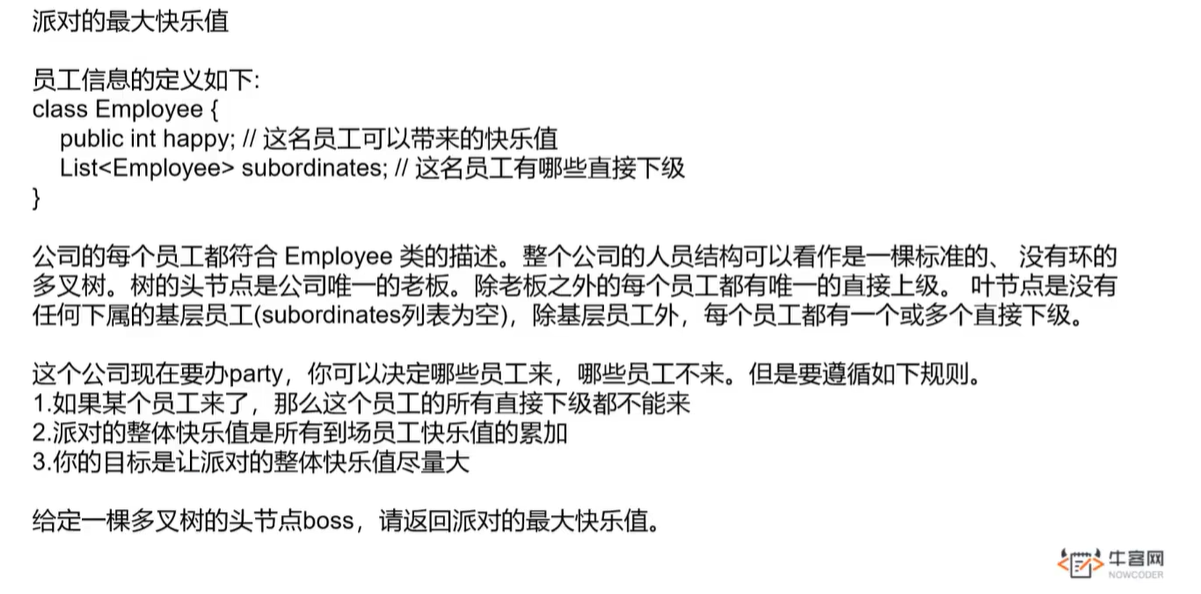 派对的最大快乐值
员工信息的定义如下:
class Employee {
public int happy; // 这名员工可以带来的快乐值
List<Employee> subordinates; // 这名员工有哪些直接下级
}
公司的每个员工都符合 Employee 类的描述。整个公司的人员结构可以看作是一棵标准的、 没有环的
多叉树。树的头节点是公司唯一的老板。除老板之外的每个员工都有唯一的直接上级。 叶节点是没有
任何下属的基层员工(subordinates列表为空)，除基层员工外，每个员工都有一个或多个直接下级。
这个公司现在要办party，你可以决定哪些员工来，哪些员工不来。但是要遵循如下规则。
1.如果某个员工来了，那么这个员工的所有直接下级都不能来
2.派对的整体快乐值是所有到场员工快乐值的累加
3.你的目标是让派对的整体快乐值尽量大
给定一棵多叉树的头节点boss，请返回派对的最大快乐值。
牛客网
NOWCODER